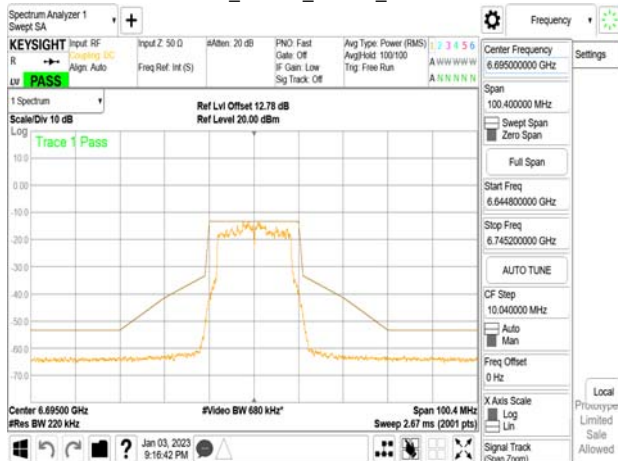 Spectrum Analyzer 1
Swept SA
Frequency
KEYSIGHT
Input: RF
Coupling: DC
Align: Auto
Input Z: 50 Ω
Freq Ref: Int (S)
#Atten: 20 dB
PNO: Fast
Gate: Off
IF Gain: Low
Sig Track: Off
Avg Type: Power (RMS)
Avg|Hold: 100/100
Trig: Free Run
1 2 3 4 5 6
A W W W W W
A N N N N N
R
LVI PASS
1 Spectrum
Scale/Div 10 dB
Ref Lvl Offset 12.78 dB
Ref Level 20.00 dBm
Log
Trace 1 Pass
10.0
0.00
-10.0
-20.0
-30.0
-40.0
-50.0
-60.0
-70.0
Center 6.69500 GHz
#Res BW 220 kHz
#Video BW 680 kHz*
Span 100.4 MHz
Sweep 2.67 ms (2001 pts)
Jan 03, 2023
9:16:42 PM
Center Frequency
6.695000000 GHz
Settings
Span
100.400000 MHz
Swept Span
Zero Span
Full Span
Start Freq
6.644800000 GHz
Stop Freq
6.745200000 GHz
AUTO TUNE
CF Step
10.040000 MHz
Auto
Man
Freq Offset
0 Hz
X Axis Scale
Log
Lin
Signal Track
(Span Zoom)
Local
Prototype
Limited
Sale
Allowed